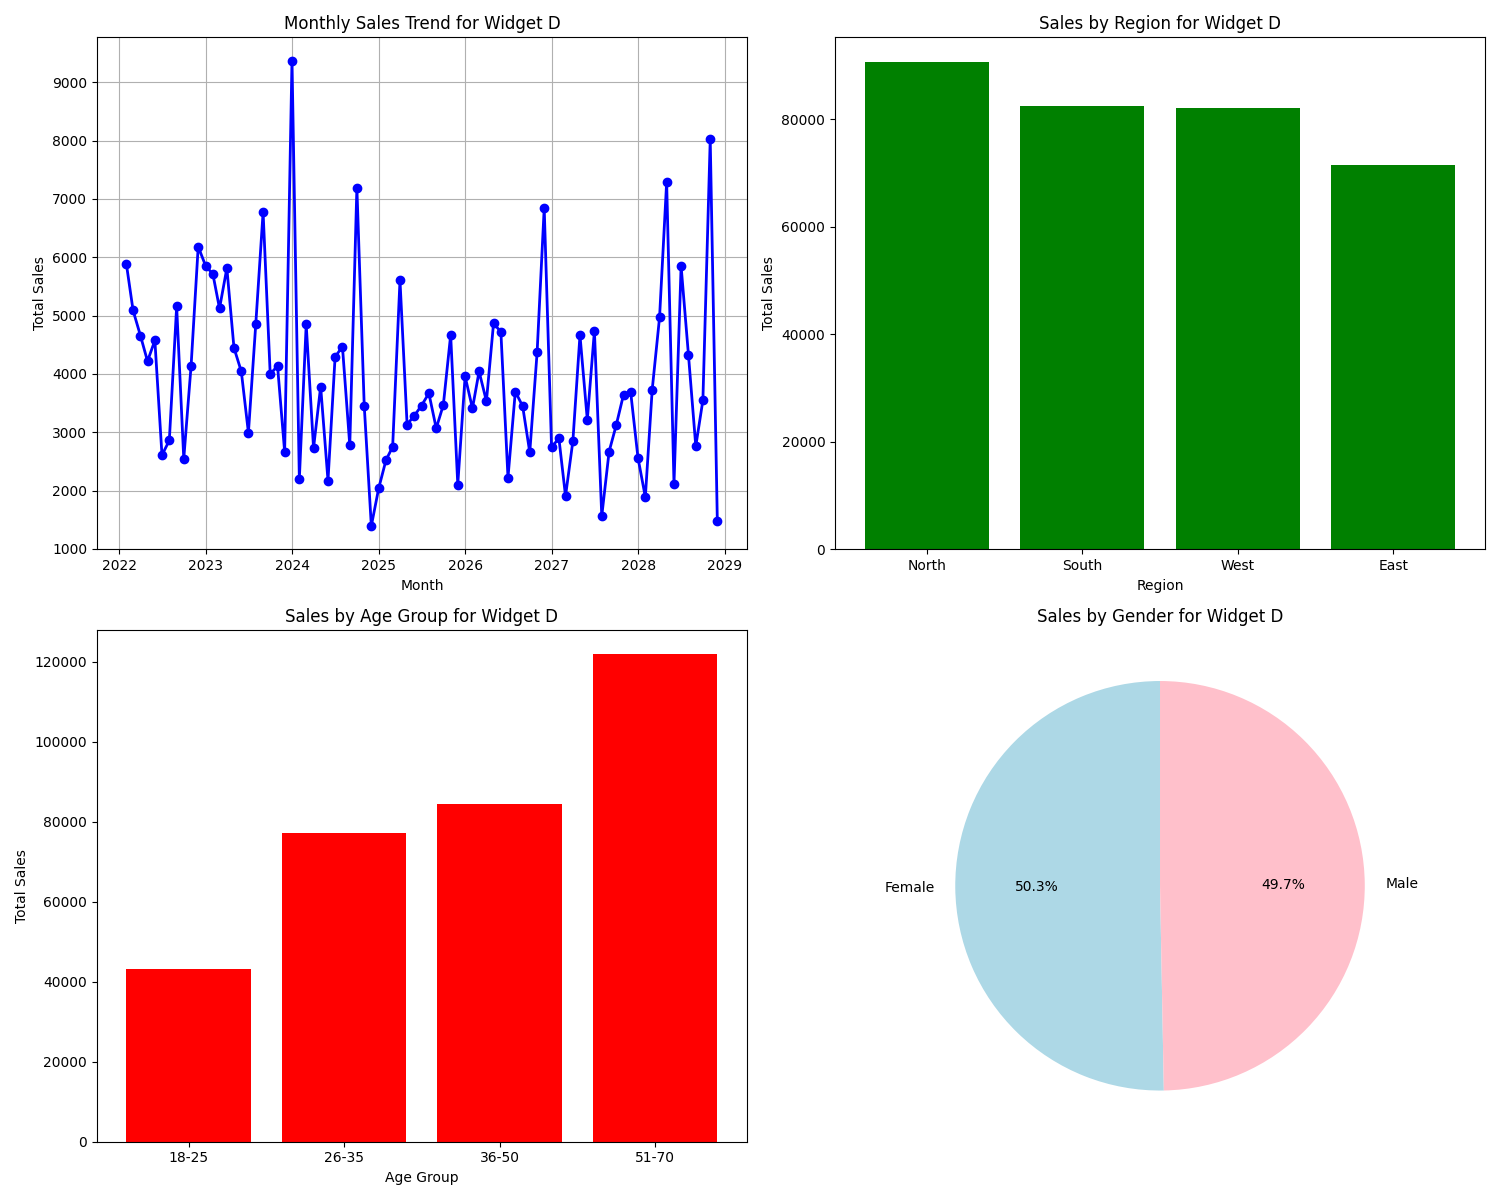 Monthly Sales Trend for Widget D
Total Sales
9000
8000
7000
6000
5000
4000
3000
2000
1000
2022 2023 2024 2025 2026 2027 2028 2029
Month
Sales by Region for Widget D
Total Sales
80000
60000
40000
20000
0
North South West East
Region
Sales by Age Group for Widget D
Total Sales
120000
100000
80000
60000
40000
20000
0
18-25 26-35 36-50 51-70
Age Group
Sales by Gender for Widget D
Female 50.3% 49.7% Male